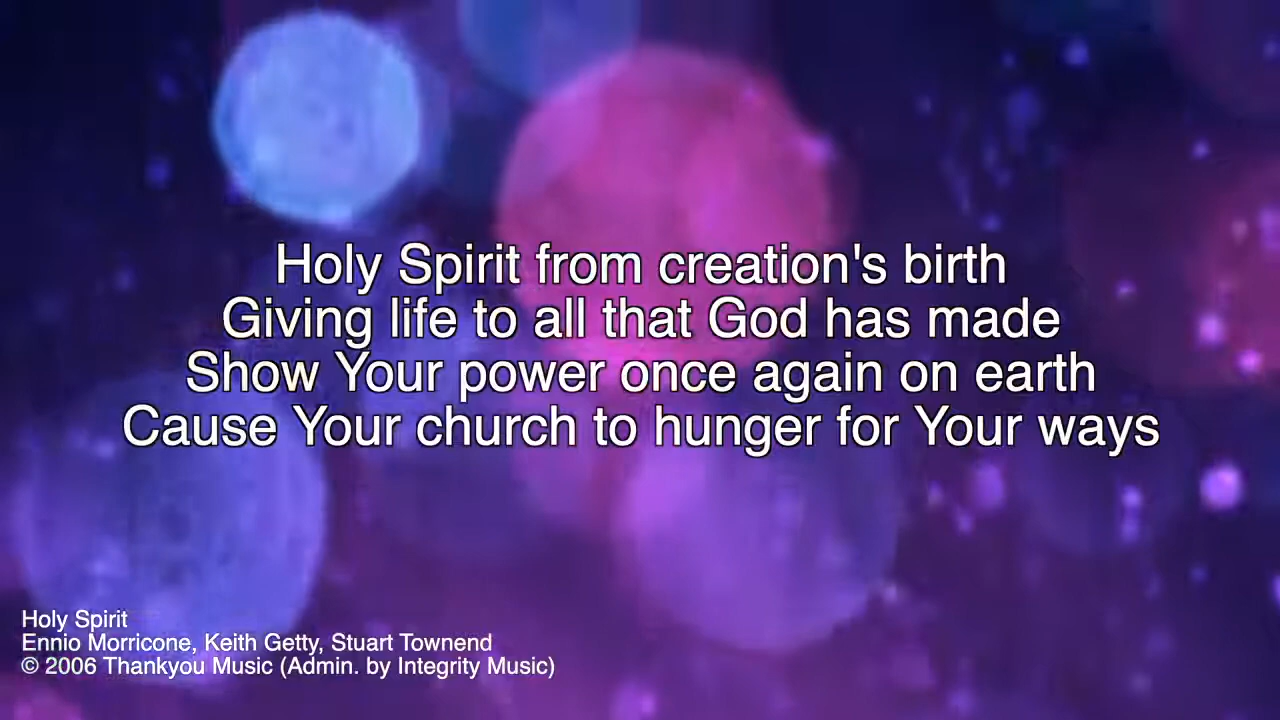 Holy Spirit from creation's birth
Giving life to all that God has made
Show Your power once again on earth
Cause Your church to hunger for Your ways
Holy Spirit
Ennio Morricone, Keith Getty, Stuart Townend
© 2006 Thankyou Music (Admin. by Integrity Music)